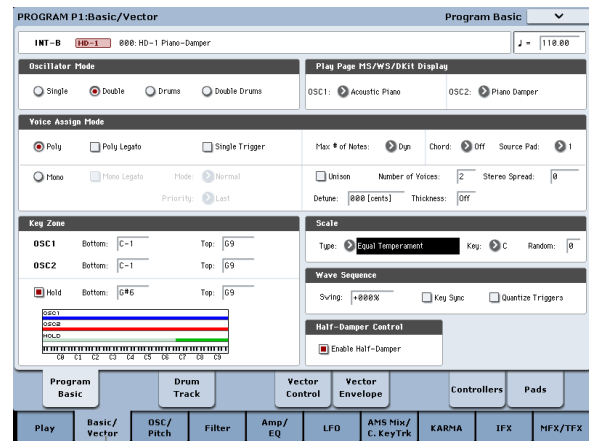 PROGRAM P1:Basic/Vector Program Basic
INT-B HD-1 000: HD-1 Piano-Damper ♩ = 110.00
Oscillator Mode
Single Double Drums Double Drums
Play Page MS/WS/DKit Display
OSC1: Acoustic Piano OSC2: Piano Damper
Voice Assign Mode
Poly Poly Legato Single Trigger Max # of Notes: Dyn Chord: Off Source Pad: 1
Mono Mono Legato Mode: Normal
Priority: Last
Unison Number of Voices: 2 Stereo Spread: 0
Detune: 000 [cents] Thickness: Off
Key Zone
OSC1 Bottom: C-1 Top: G9
OSC2 Bottom: C-1 Top: G9
Hold Bottom: G#6 Top: G9
OSC1
OSC2
HOLD
C0 C1 C2 C3 C4 C5 C6 C7 C8 C9
Scale
Type: Equal Temperament Key: C Random: 0
Wave Sequence
Swing: +000% Key Sync Quantize Triggers
Half-Damper Control
Enable Half-Damper
Program Basic Drum Track Vector Control Vector Envelope Controllers Pads
Play Basic/Vector OSC/Pitch Filter Amp/EQ LFO AMS Mix/C. KeyTrk KARMA IFX MFX/TFX